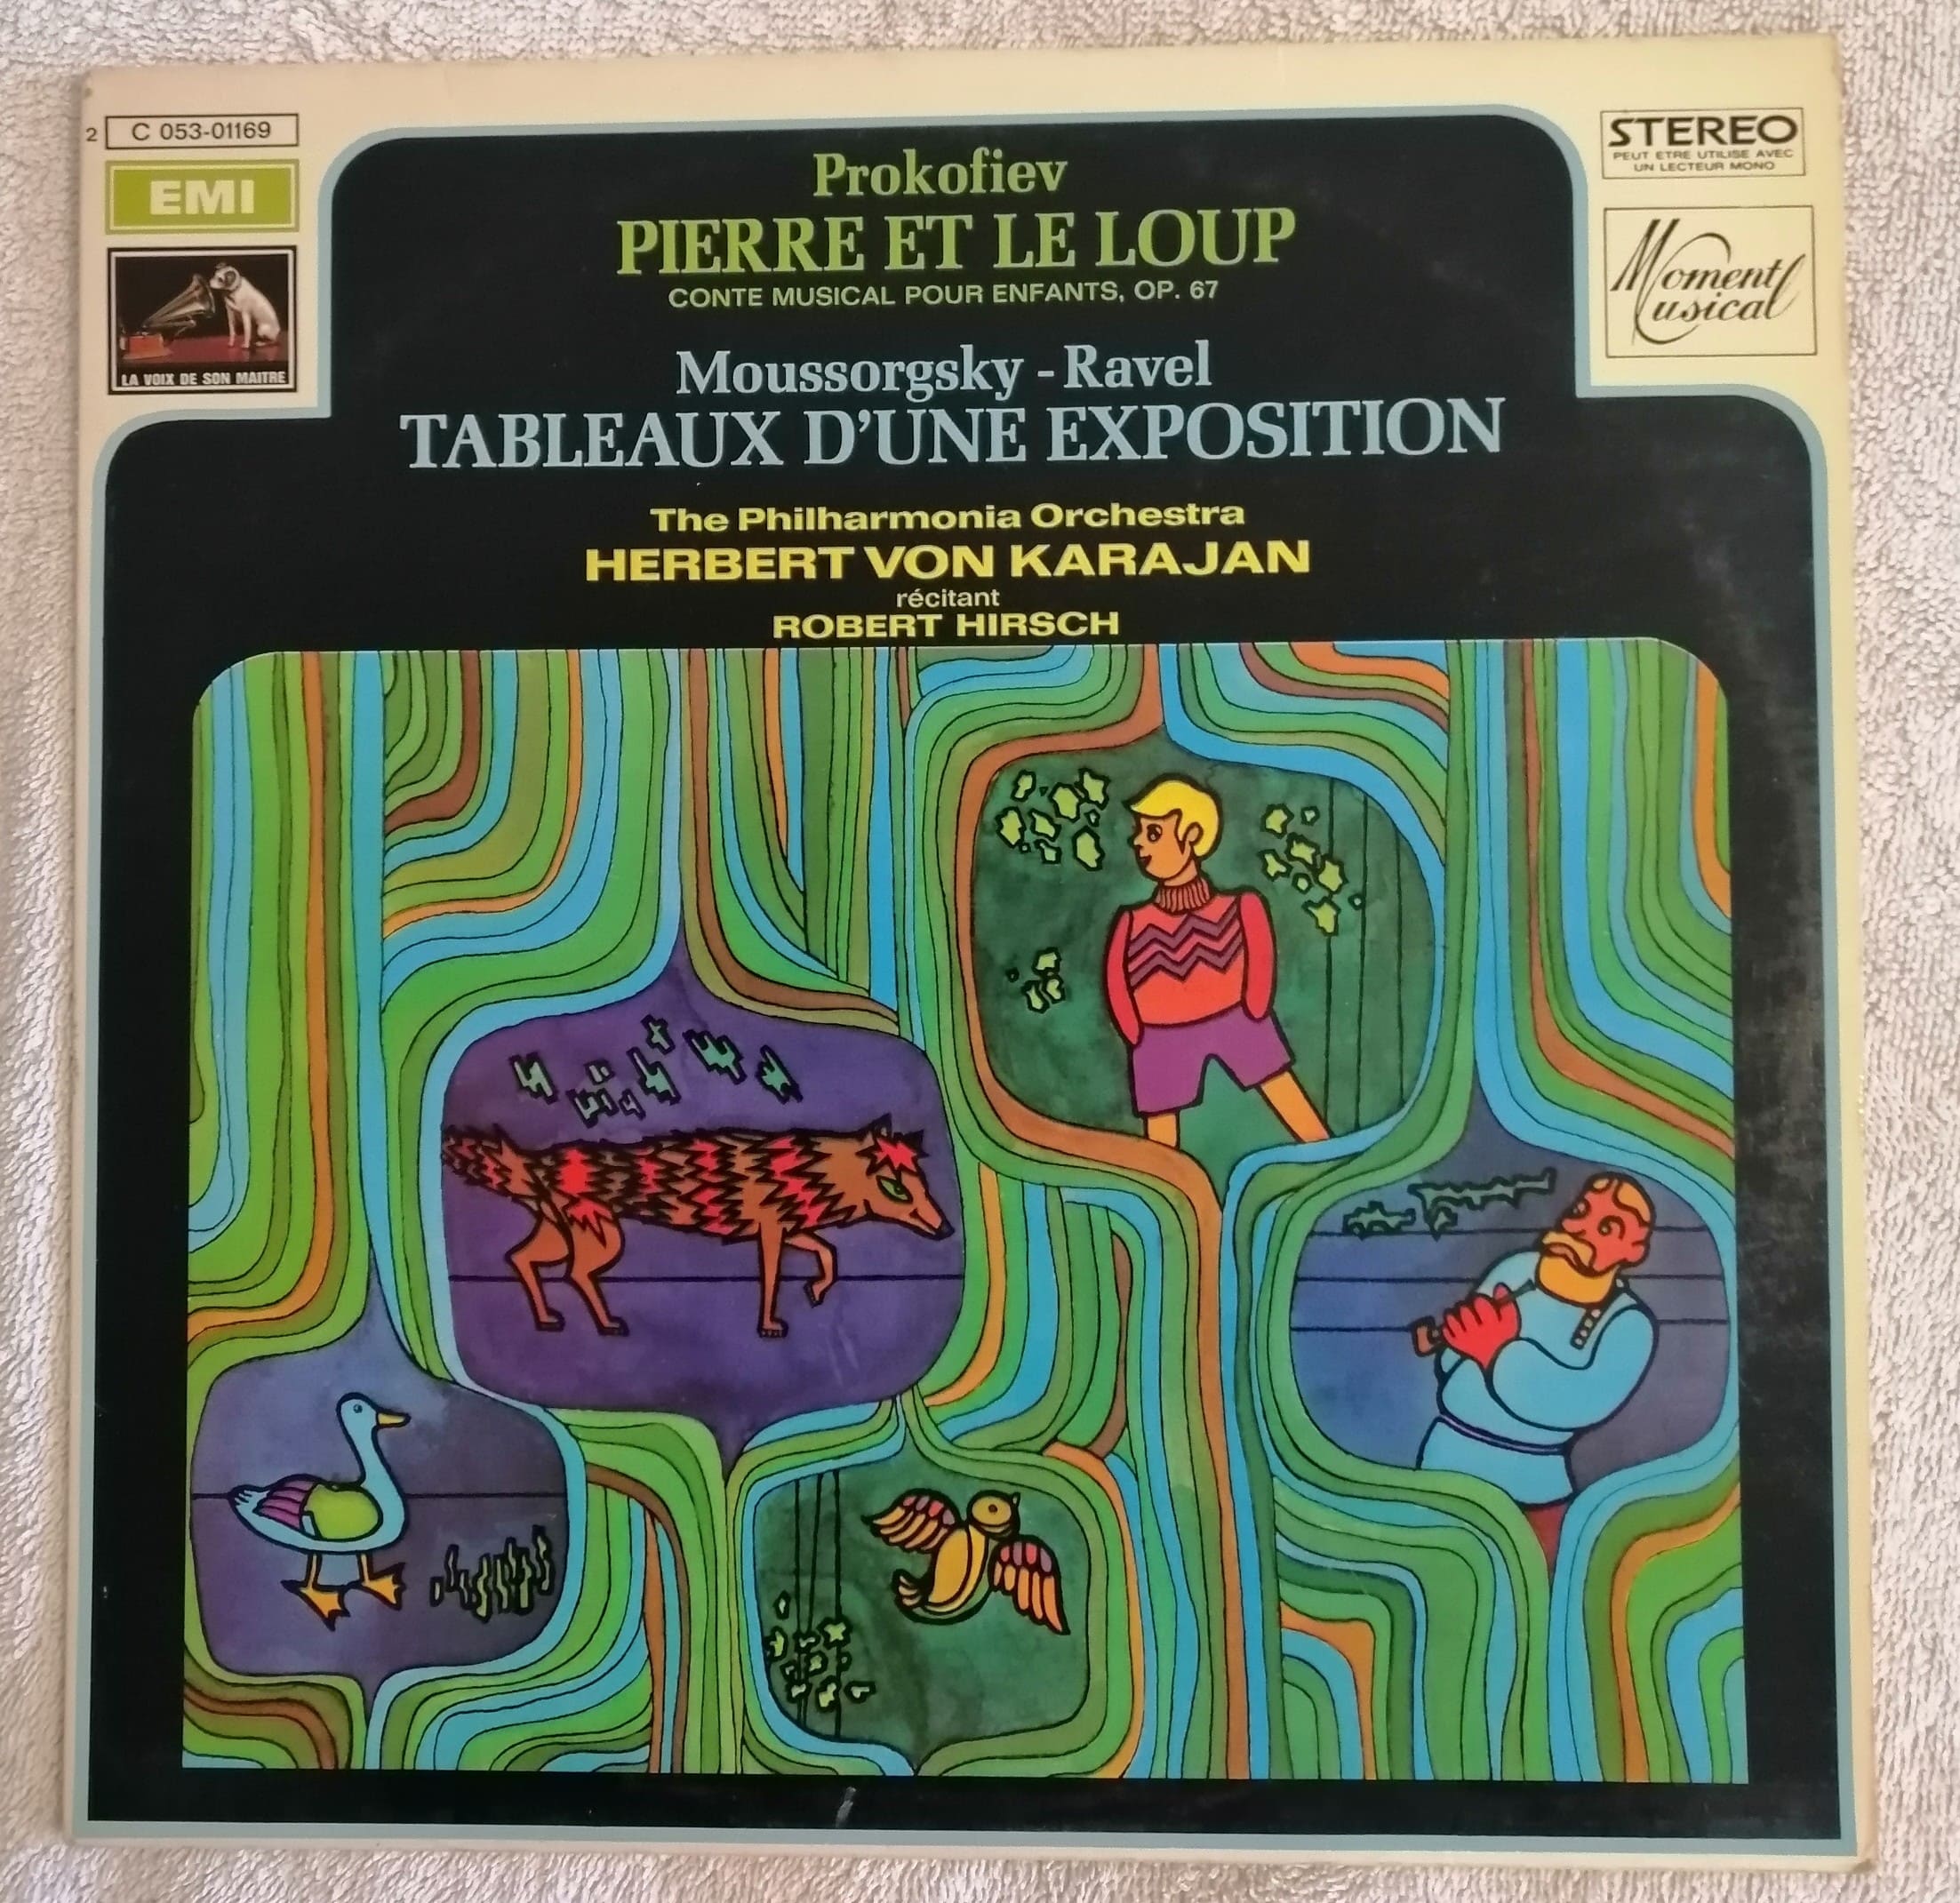 2 C 053-01169
EMI
LA VOIX DE SON MAITRE
STEREO
PEUT ETRE UTILISE AVEC
UN LECTEUR MONO
Moment
Musical
Prokofiev
PIERRE ET LE LOUP
CONTE MUSICAL POUR ENFANTS, OP. 67
Moussorgsky - Ravel
TABLEAUX D'UNE EXPOSITION
The Philharmonia Orchestra
HERBERT VON KARAJAN
récitant
ROBERT HIRSCH